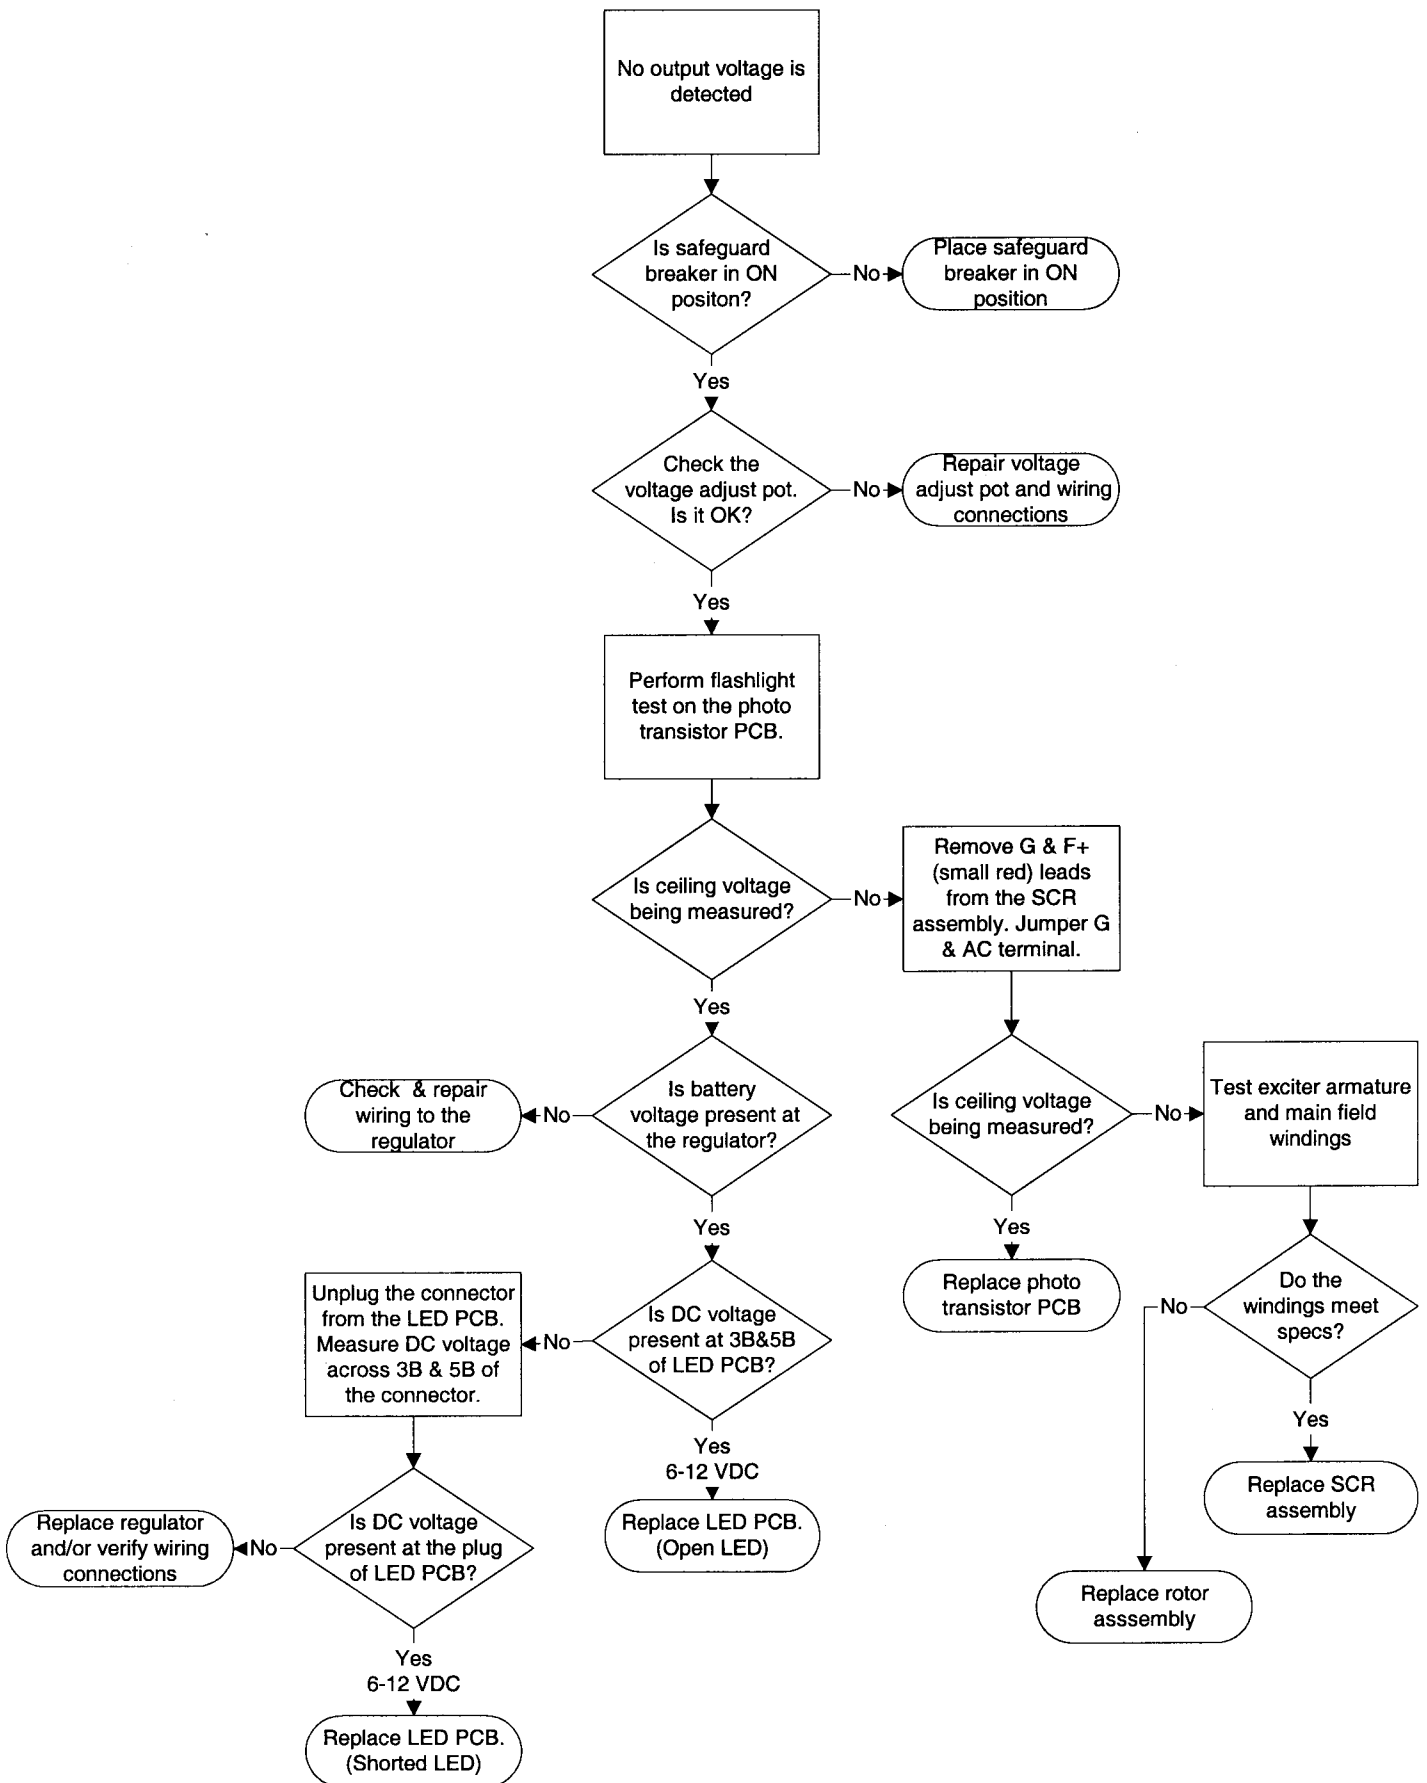 No output voltage is
detected
Is safeguard
breaker in ON
positon?
No
Place safeguard
breaker in ON
position
Yes
Check the
voltage adjust pot.
Is it OK?
No
Repair voltage
adjust pot and wiring
connections
Yes
Perform flashlight
test on the photo
transistor PCB.
Is ceiling voltage
being measured?
No
Remove G & F+
(small red) leads
from the SCR
assembly. Jumper G
& AC terminal.
Yes
Is battery
voltage present at
the regulator?
No
Check & repair
wiring to the
regulator
Is ceiling voltage
being measured?
No
Test exciter armature
and main field
windings
Yes
Yes
Replace photo
transistor PCB
Do the
windings meet
specs?
No
Yes
Replace SCR
assembly
Replace rotor
asssembly
Is DC voltage
present at 3B&5B
of LED PCB?
No
Unplug the connector
from the LED PCB.
Measure DC voltage
across 3B & 5B of
the connector.
Yes
6-12 VDC
Replace LED PCB.
(Open LED)
Is DC voltage
present at the plug
of LED PCB?
No
Replace regulator
and/or verify wiring
connections
Yes
6-12 VDC
Replace LED PCB.
(Shorted LED)